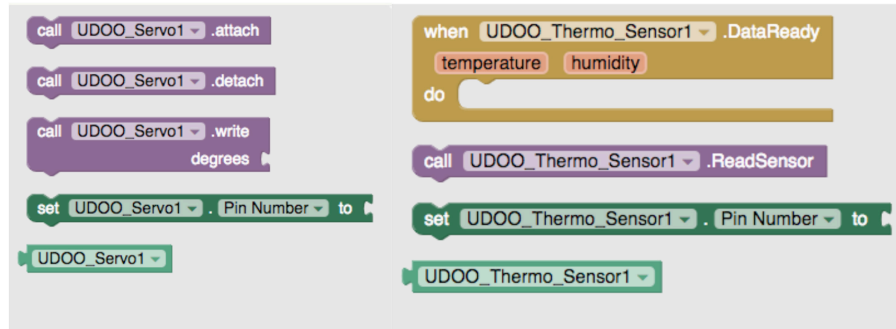 call UDOO_Servo1 .attach
call UDOO_Servo1 .detach
call UDOO_Servo1 .write
degrees
set UDOO_Servo1 . Pin Number to
UDOO_Servo1
when UDOO_Thermo_Sensor1 .DataReady
temperature humidity
do
call UDOO_Thermo_Sensor1 .ReadSensor
set UDOO_Thermo_Sensor1 . Pin Number to
UDOO_Thermo_Sensor1